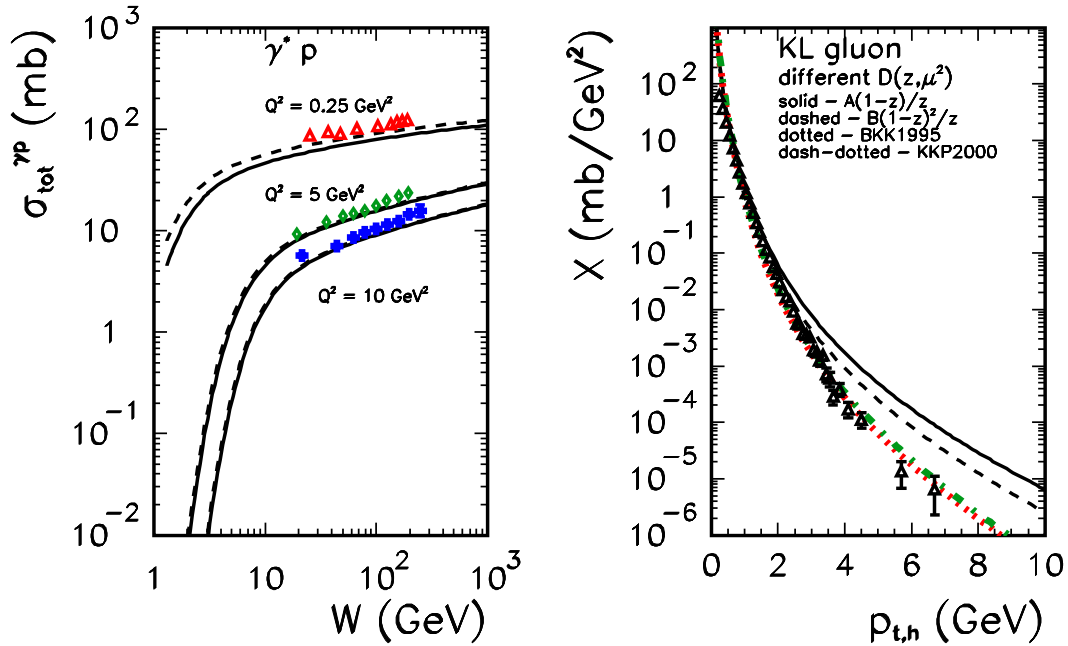 σ_tot^γp (mb)
10³
10²
10
1
10⁻¹
10⁻²
γ* p
Q² = 0.25 GeV²
Q² = 5 GeV²
Q² = 10 GeV²
1 10 10² 10³
W (GeV)
X (mb/GeV²)
10²
10
1
10⁻¹
10⁻²
10⁻³
10⁻⁴
10⁻⁵
10⁻⁶
KL gluon
different D(z,μ²)
solid – A(1-z)/z
dashed – B(1-z)²/z
dotted – BKK1995
dash-dotted – KKP2000
0 2 4 6 8 10
p_t,h (GeV)